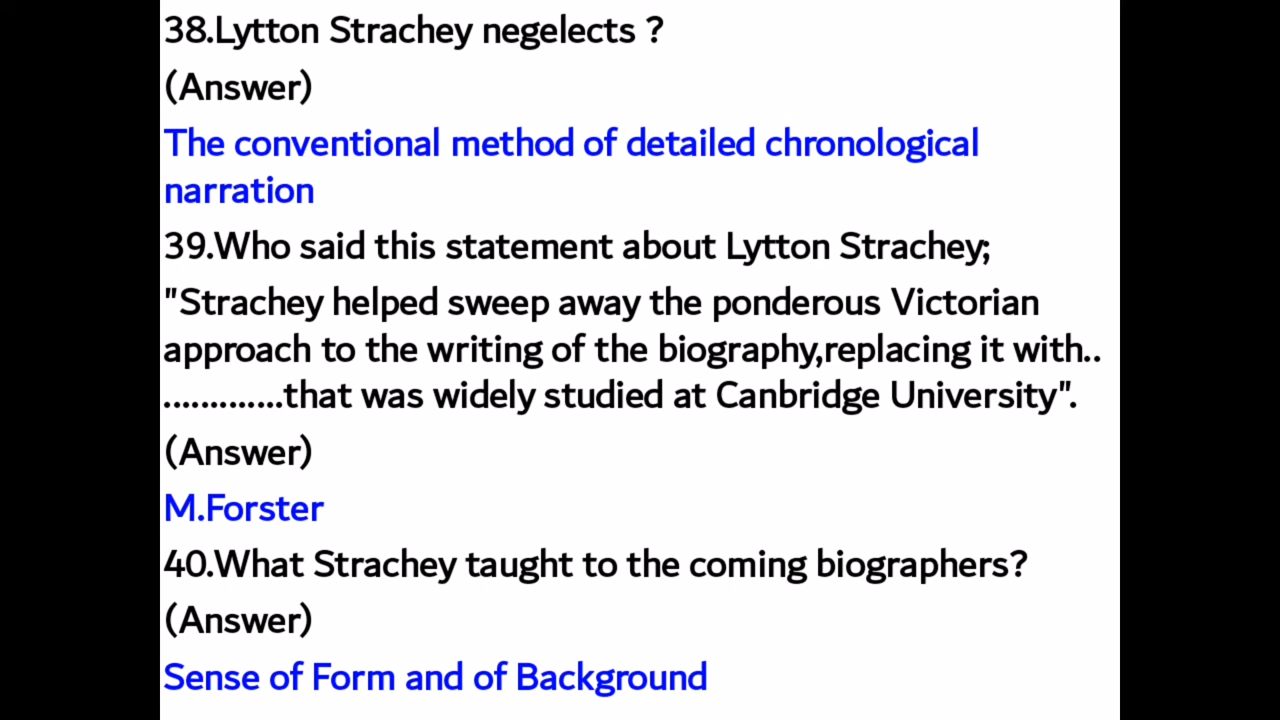 38.Lytton Strachey negelects ?
(Answer)
The conventional method of detailed chronological
narration
39.Who said this statement about Lytton Strachey;
"Strachey helped sweep away the ponderous Victorian
approach to the writing of the biography,replacing it with..
.............that was widely studied at Canbridge University".
(Answer)
M.Forster
40.What Strachey taught to the coming biographers?
(Answer)
Sense of Form and of Background